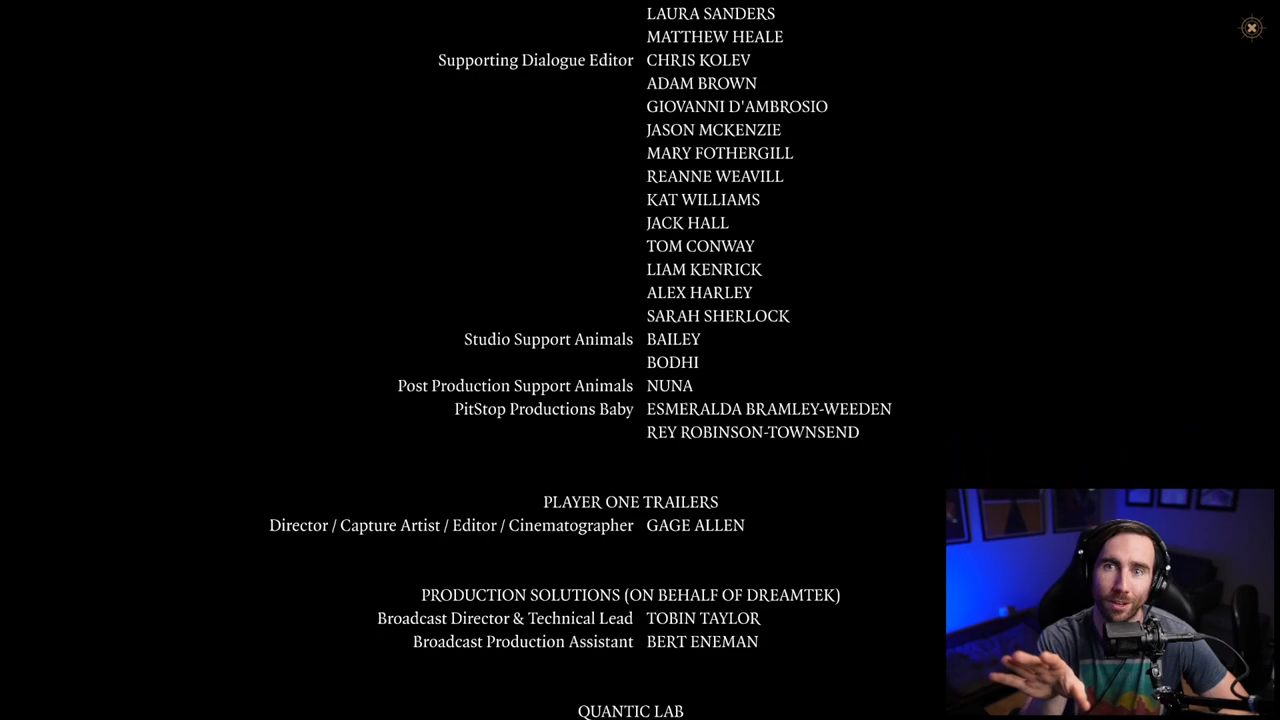 LAURA SANDERS
MATTHEW HEALE
Supporting Dialogue Editor CHRIS KOLEV
ADAM BROWN
GIOVANNI D'AMBROSIO
JASON MCKENZIE
MARY FOTHERGILL
REANNE WEAVILL
KAT WILLIAMS
JACK HALL
TOM CONWAY
LIAM KENRICK
ALEX HARLEY
SARAH SHERLOCK
Studio Support Animals BAILEY
BODHI
Post Production Support Animals NUNA
PitStop Productions Baby ESMERALDA BRAMLEY-WEEDEN
REY ROBINSON-TOWNSEND
PLAYER ONE TRAILERS
Director / Capture Artist / Editor / Cinematographer GAGE ALLEN
PRODUCTION SOLUTIONS (ON BEHALF OF DREAMTEK)
Broadcast Director & Technical Lead TOBIN TAYLOR
Broadcast Production Assistant BERT ENEMAN
QUANTIC LAB